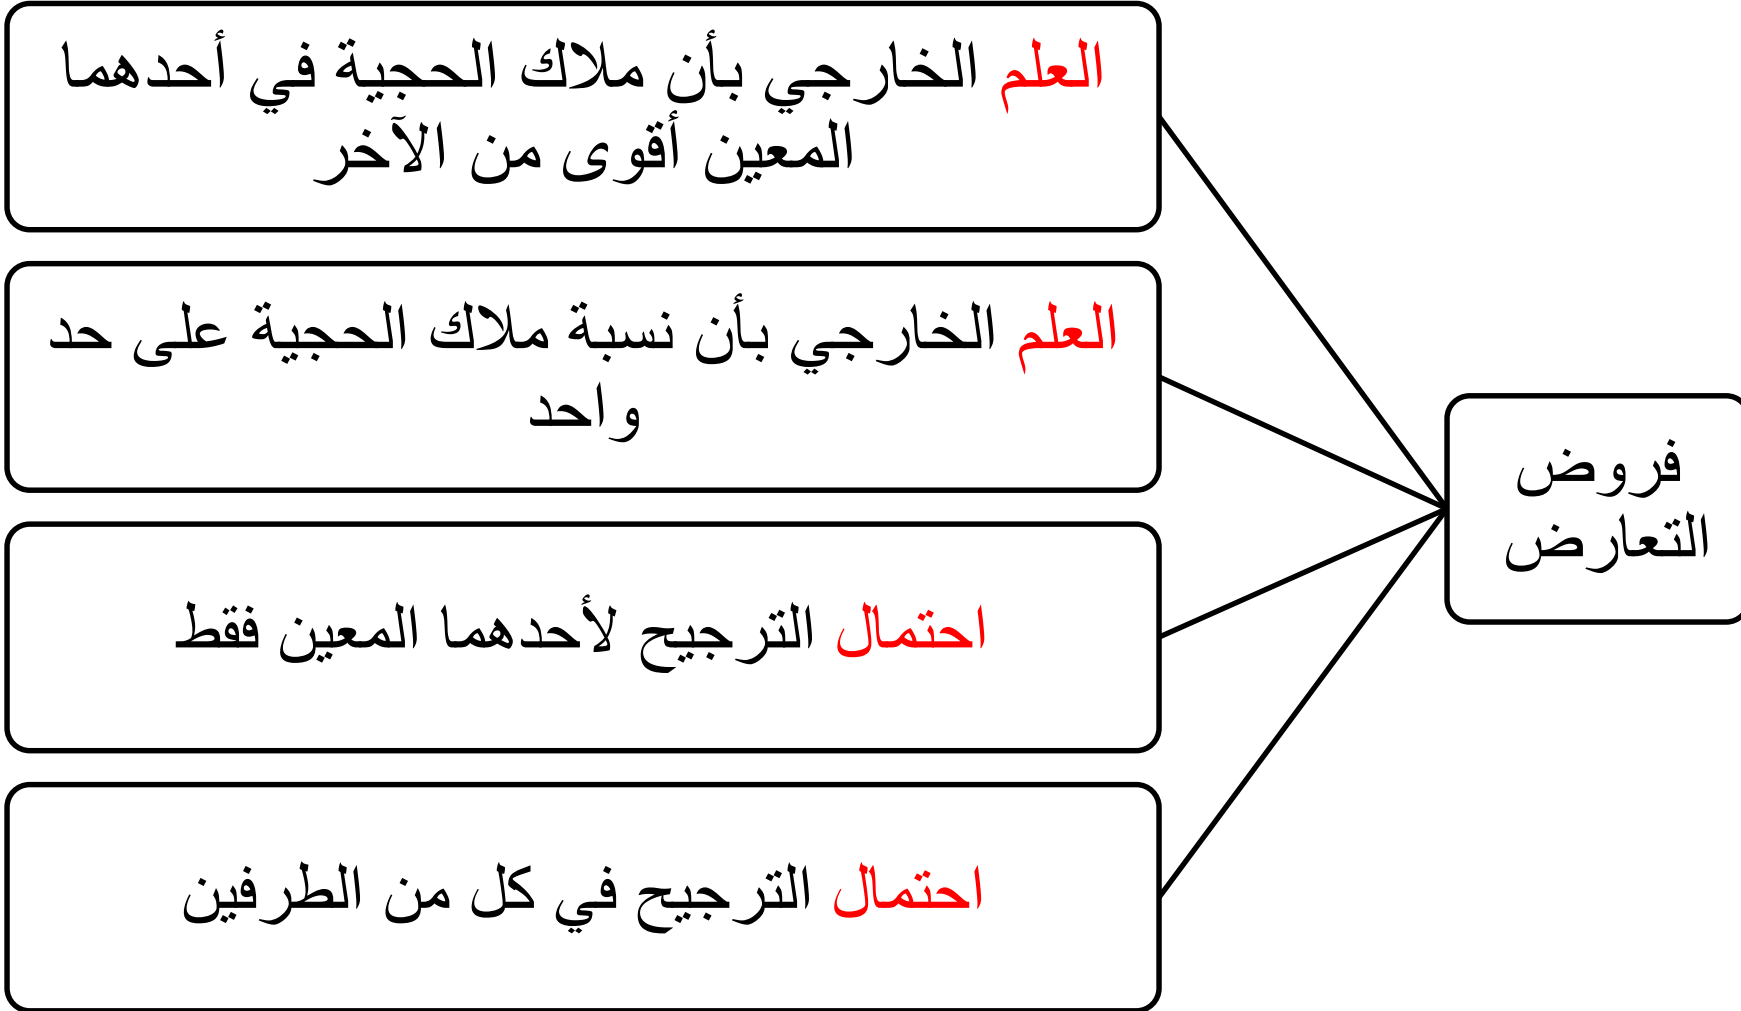 فروض
التعارض
العلم الخارجي بأن ملاك الحجية في أحدهما
المعين أقوى من الآخر
العلم الخارجي بأن نسبة ملاك الحجية على حد
واحد
احتمال الترجيح لأحدهما المعين فقط
احتمال الترجيح في كل من الطرفين